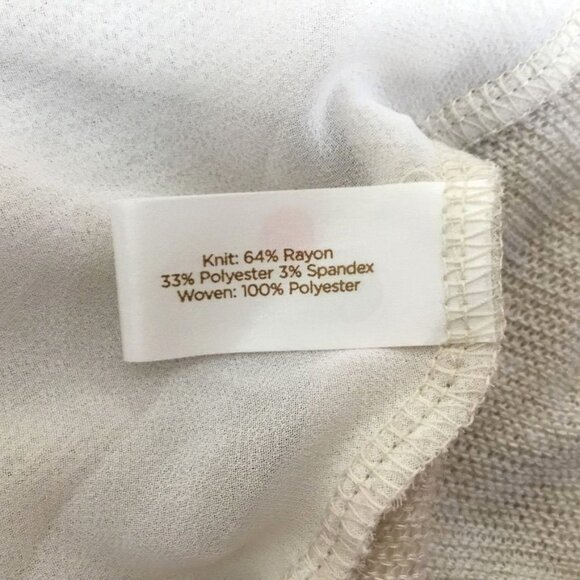 Knit: 64% Rayon
33% Polyester 3% Spandex
Woven: 100% Polyester